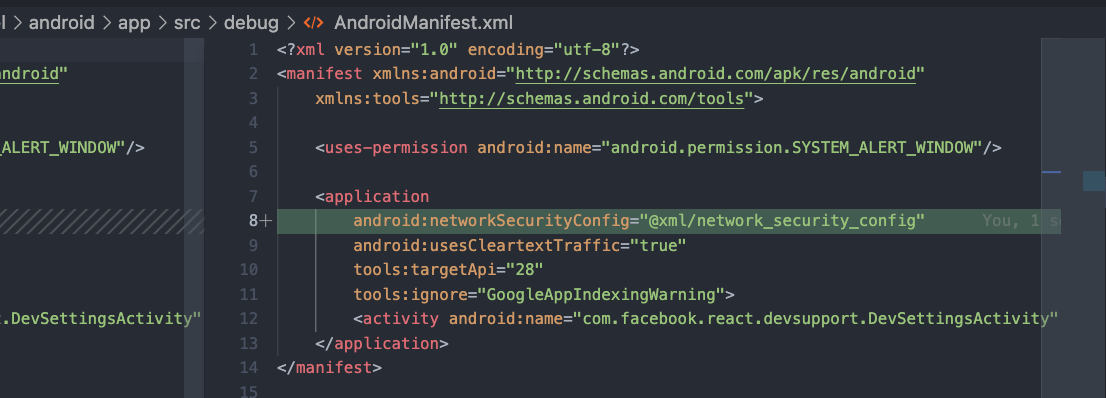 l > android > app > src > debug > AndroidManifest.xml
1 <?xml version="1.0" encoding="utf-8"?>
android" 2 <manifest xmlns:android="http://schemas.android.com/apk/res/android"
3 xmlns:tools="http://schemas.android.com/tools">
4
_ALERT_WINDOW"/> 5 <uses-permission android:name="android.permission.SYSTEM_ALERT_WINDOW"/>
6
7 <application
8+ android:networkSecurityConfig="@xml/network_security_config" You, 1 s
9 android:usesCleartextTraffic="true"
10 tools:targetApi="28"
11 tools:ignore="GoogleAppIndexingWarning">
t.DevSettingsActivity" 12 <activity android:name="com.facebook.react.devsupport.DevSettingsActivity"
13 </application>
14 </manifest>
15